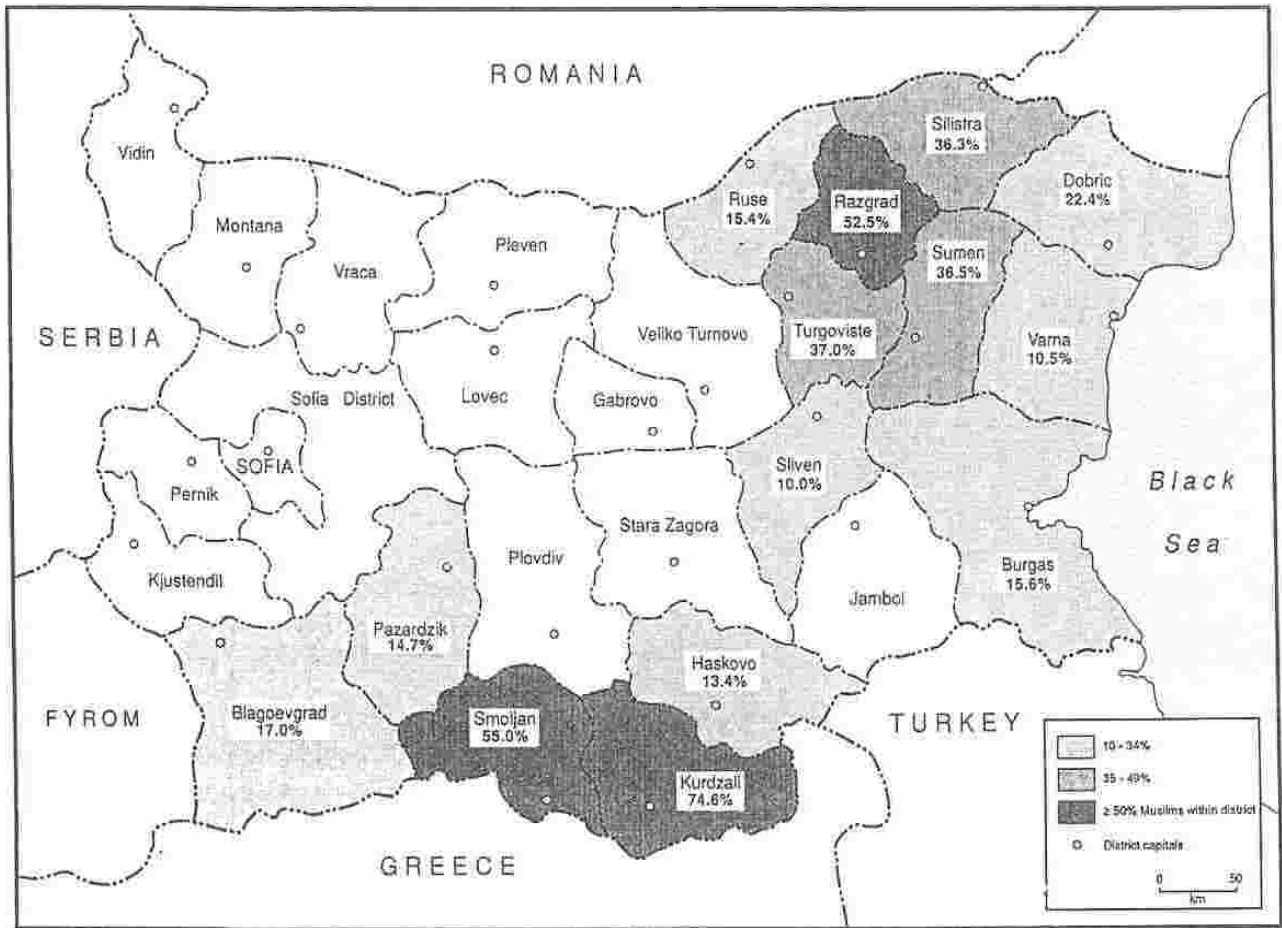 ROMANIA
Vidin
Silistra
36.3%
Dobric
22.4%
Ruse
15.4%
Razgrad
52.5%
Montana
Pleven
Vraca
Sumen
36.5%
SERBIA
Veliko Turnovo
Turgoviste
37.0%
Varna
10.5%
Sofia District
Lovec
Gabrovo
SOFIA
Pernik
Sliven
10.0%
Black
Sea
Stara Zagora
Plovdiv
Kjustendil
Burgas
15.6%
Jambol
Pazardzik
14.7%
Haskovo
13.4%
FYROM
Blagoevgrad
17.0%
Smoljan
55.0%
TURKEY
Kurdzali
74.6%
GREECE
10 - 34%
35 - 49%
≥ 50% Muslims within district
District capitals
0 50
km